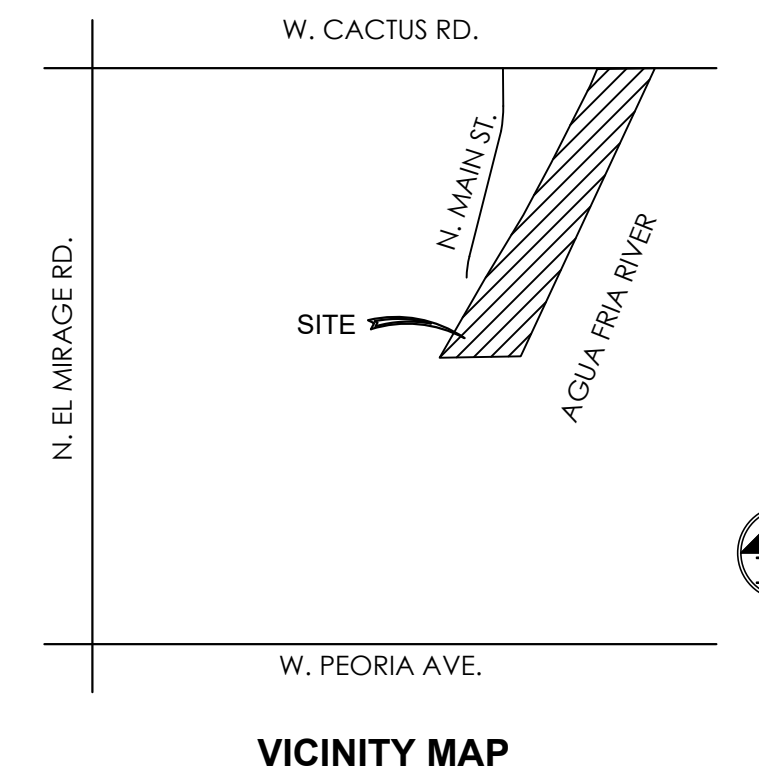 W. CACTUS RD.
N. MAIN ST.
N. EL MIRAGE RD.
SITE
AGUA FRIA RIVER
W. PEORIA AVE.
VICINITY MAP